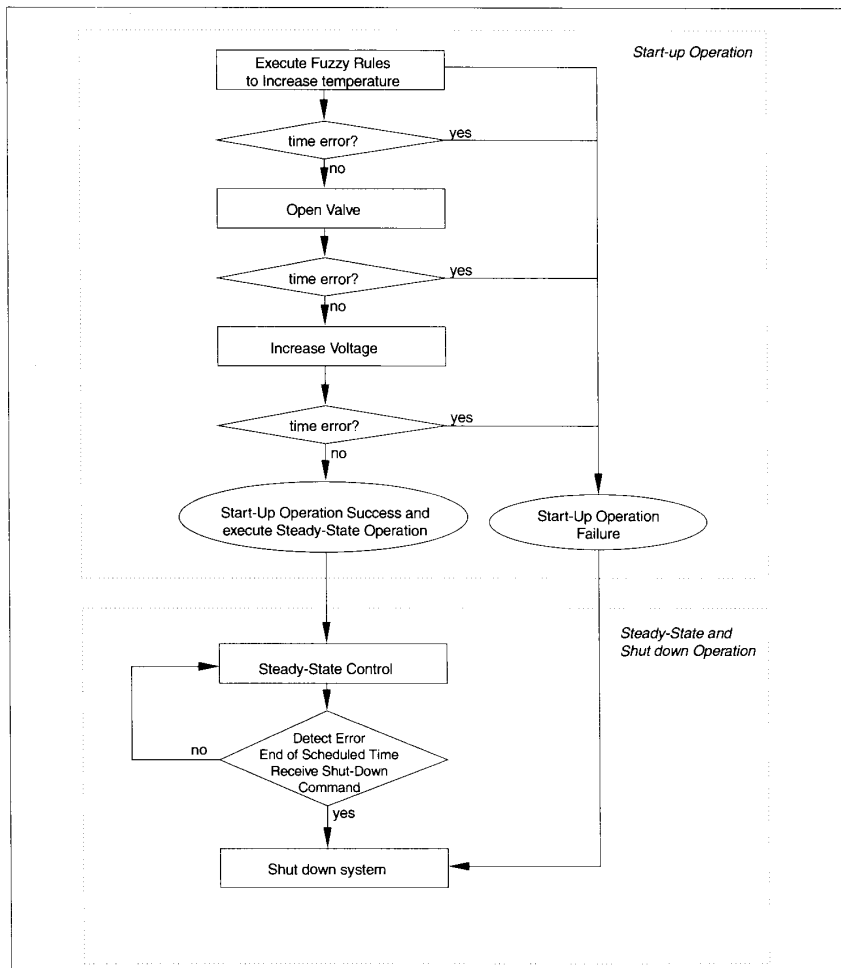 Start-up Operation
Execute Fuzzy Rules
to Increase temperature
time error?
yes
no
Open Valve
time error?
yes
no
Increase Voltage
time error?
yes
no
Start-Up Operation Success and
execute Steady-State Operation
Start-Up Operation
Failure
Steady-State and
Shut down Operation
Steady-State Control
no
Detect Error
End of Scheduled Time
Receive Shut-Down
Command
yes
Shut down system